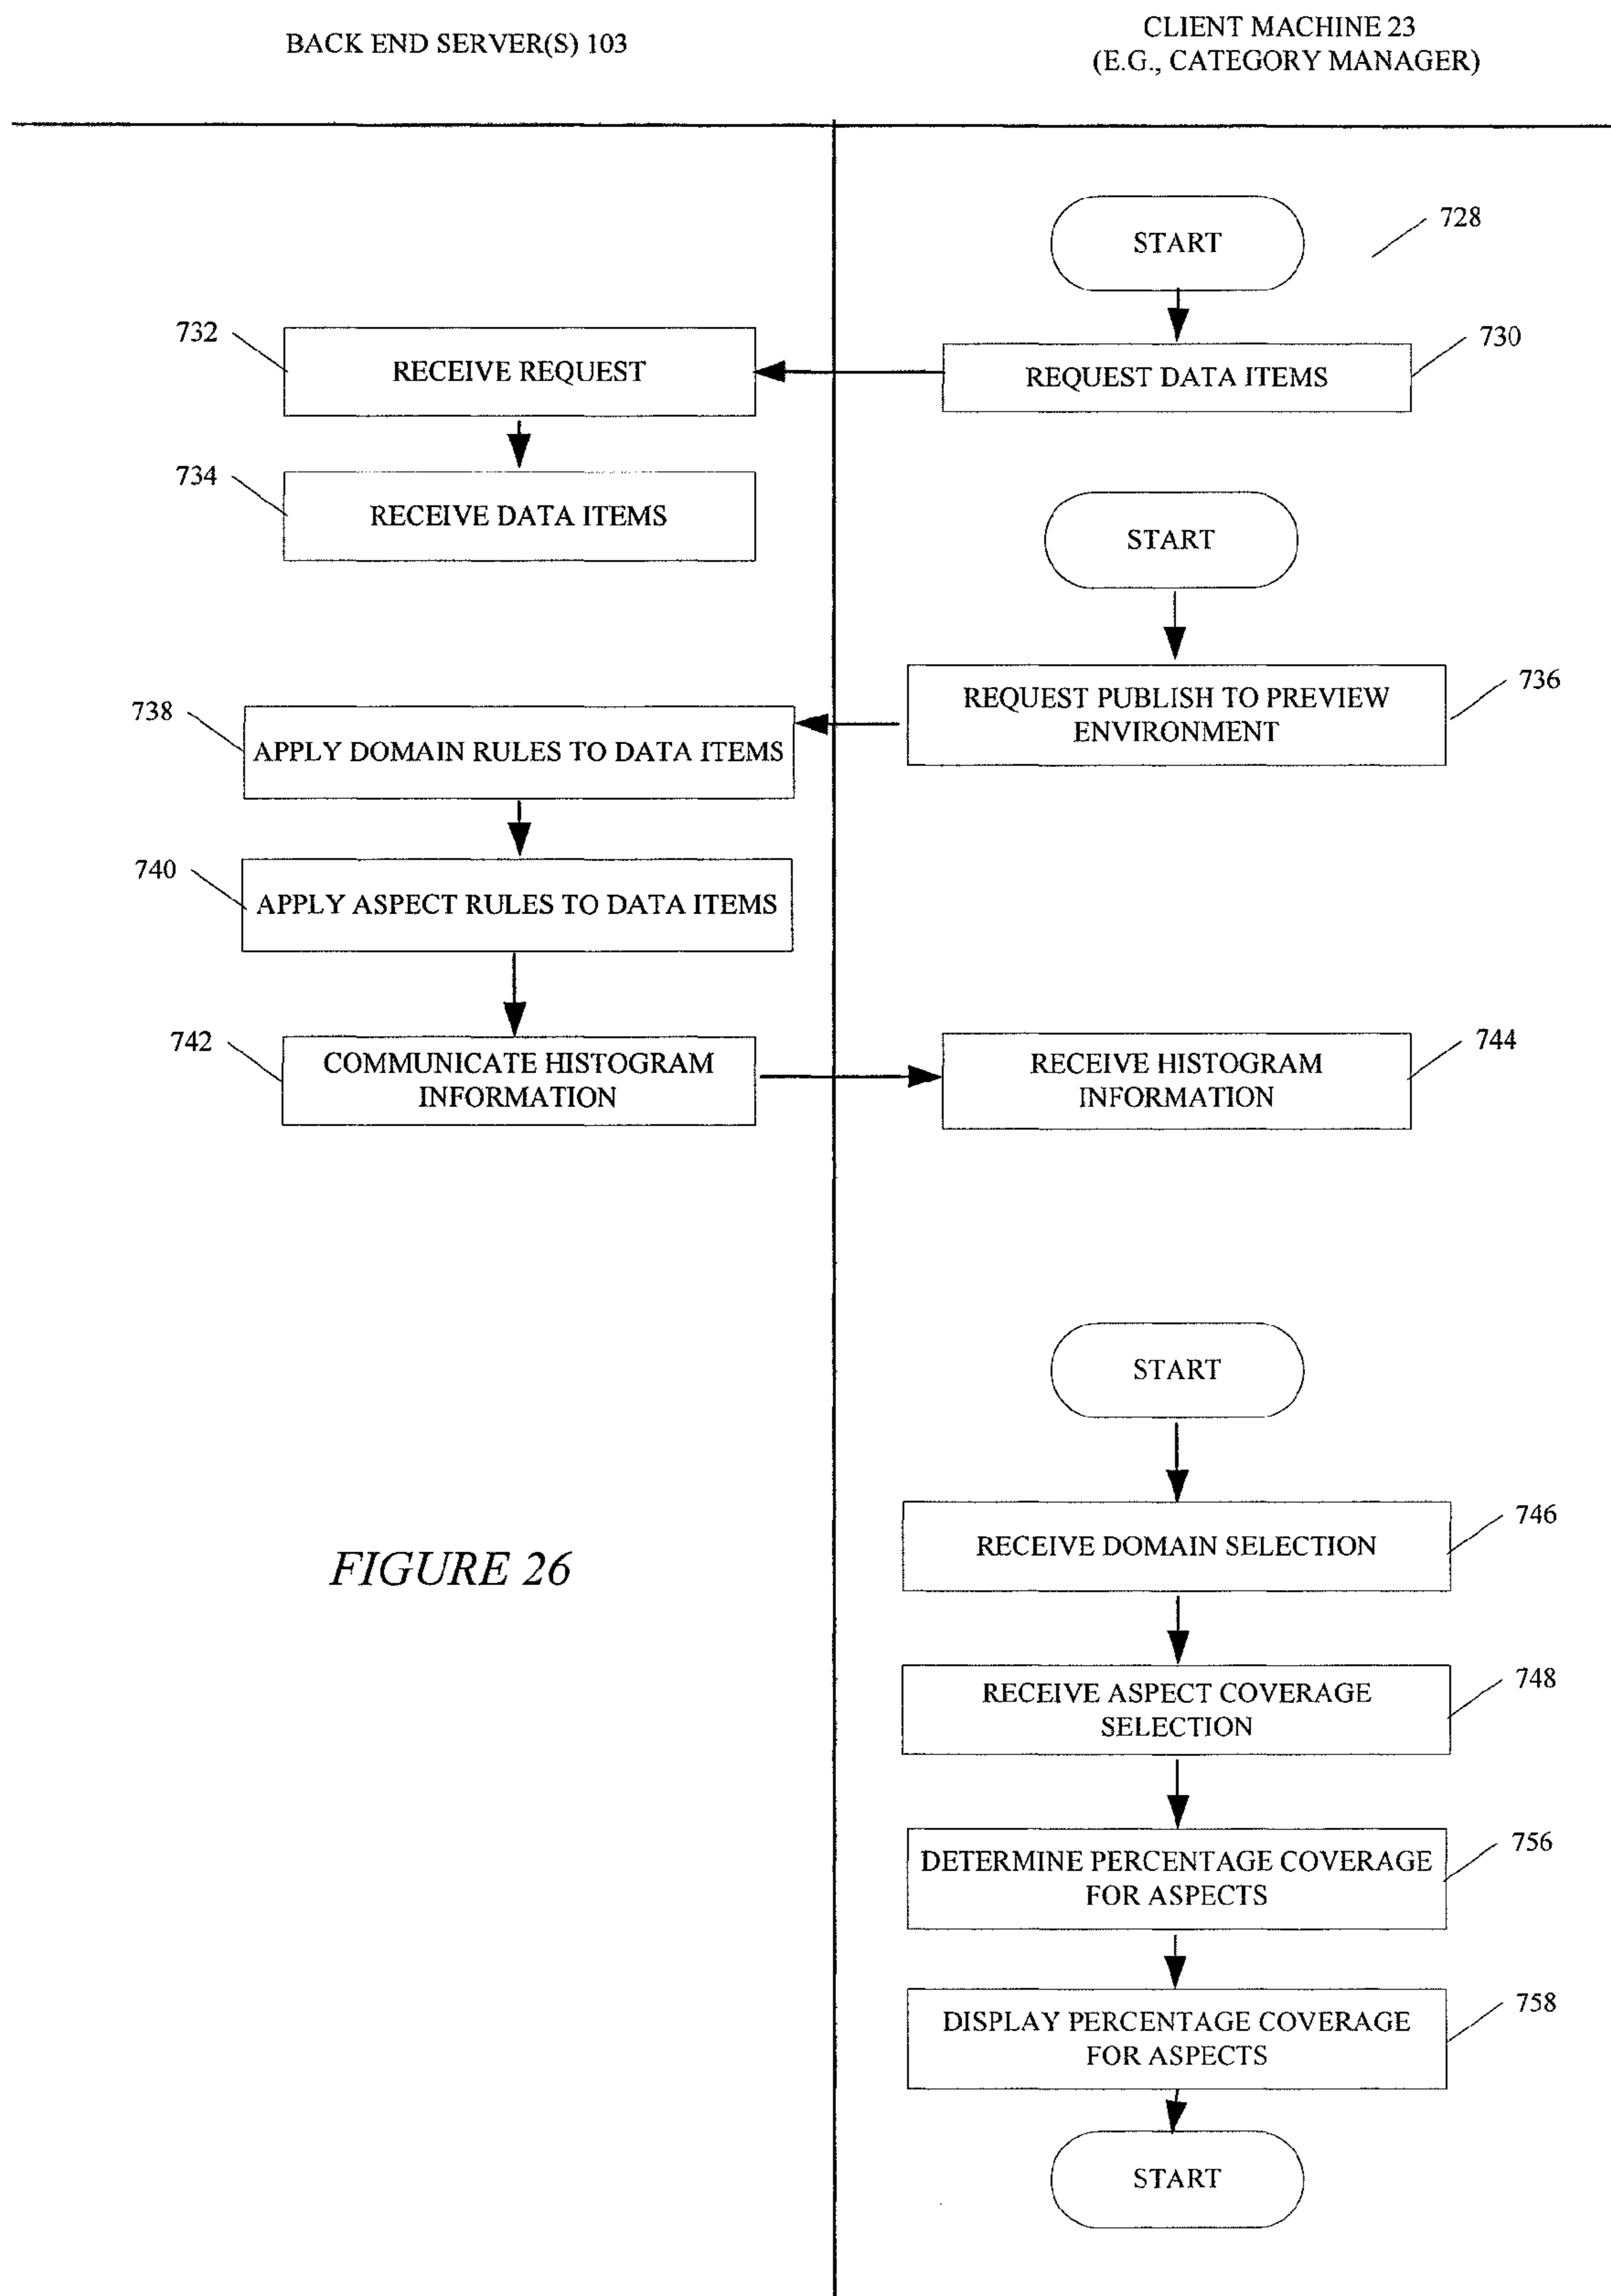 BACK END SERVER(S) 103
CLIENT MACHINE 23
(E.G., CATEGORY MANAGER)
START
728
732
RECEIVE REQUEST
REQUEST DATA ITEMS
730
734
RECEIVE DATA ITEMS
START
REQUEST PUBLISH TO PREVIEW
ENVIRONMENT
736
738
APPLY DOMAIN RULES TO DATA ITEMS
740
APPLY ASPECT RULES TO DATA ITEMS
742
COMMUNICATE HISTOGRAM
INFORMATION
RECEIVE HISTOGRAM
INFORMATION
744
START
RECEIVE DOMAIN SELECTION
746
FIGURE 26
RECEIVE ASPECT COVERAGE
SELECTION
748
DETERMINE PERCENTAGE COVERAGE
FOR ASPECTS
756
DISPLAY PERCENTAGE COVERAGE
FOR ASPECTS
758
START